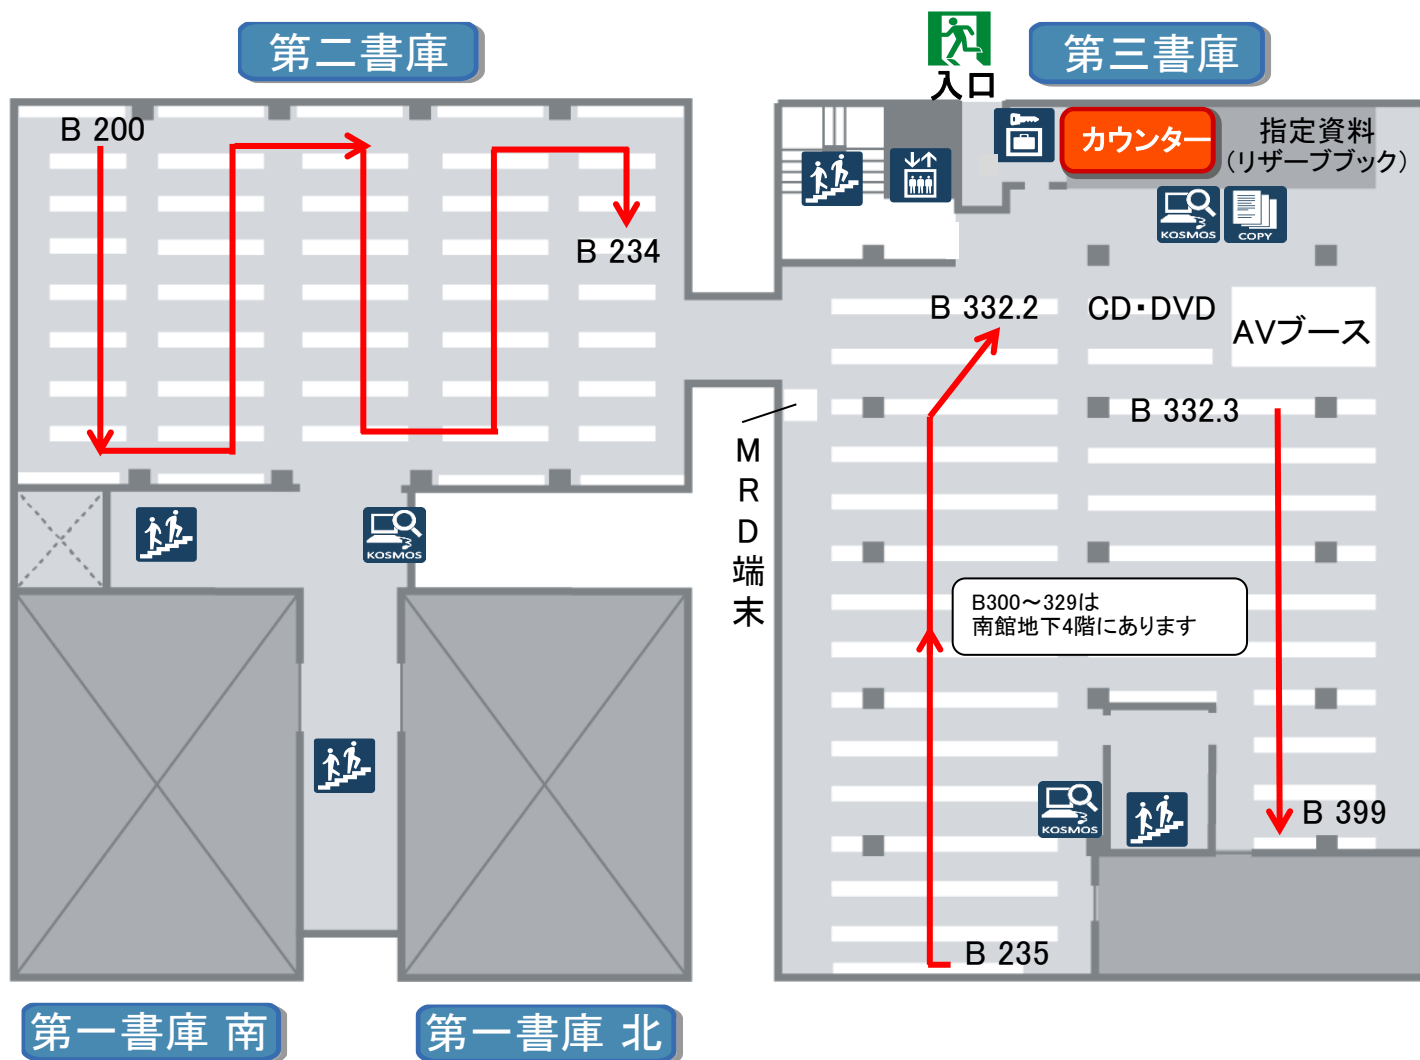 第二書庫
入口
第三書庫
B 200
カウンター
指定資料
(リザーブブック)
KOSMOS
COPY
B 234
B 332.2
CD・DVD
AVブース
B 332.3
MRD端末
KOSMOS
B300～329は
南館地下4階にあります
KOSMOS
B 399
B 235
第一書庫 南
第一書庫 北